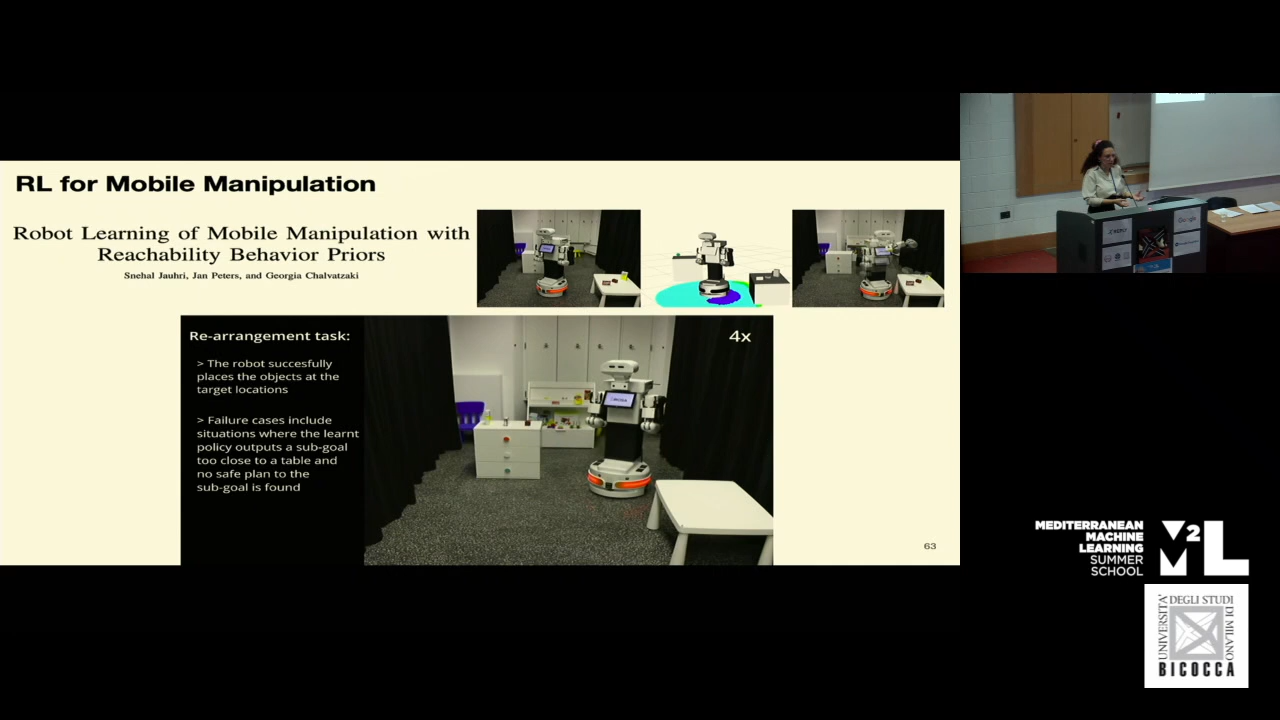 RL for Mobile Manipulation
Robot Learning of Mobile Manipulation with
Reachability Behavior Priors
Snehal Jauhri, Jan Peters, and Georgia Chalvatzaki
Re-arrangement task:
4x
> The robot succesfully
places the objects at the
target locations
> Failure cases include
situations where the learnt
policy outputs a sub-goal
too close to a table and
no safe plan to the
sub-goal is found
63
Google
MEDITERRANEAN
MACHINE
LEARNING
SUMMER
SCHOOL
M2L
UNIVERSITA'
DEGLI STUDI
DI MILANO
BICOCCA